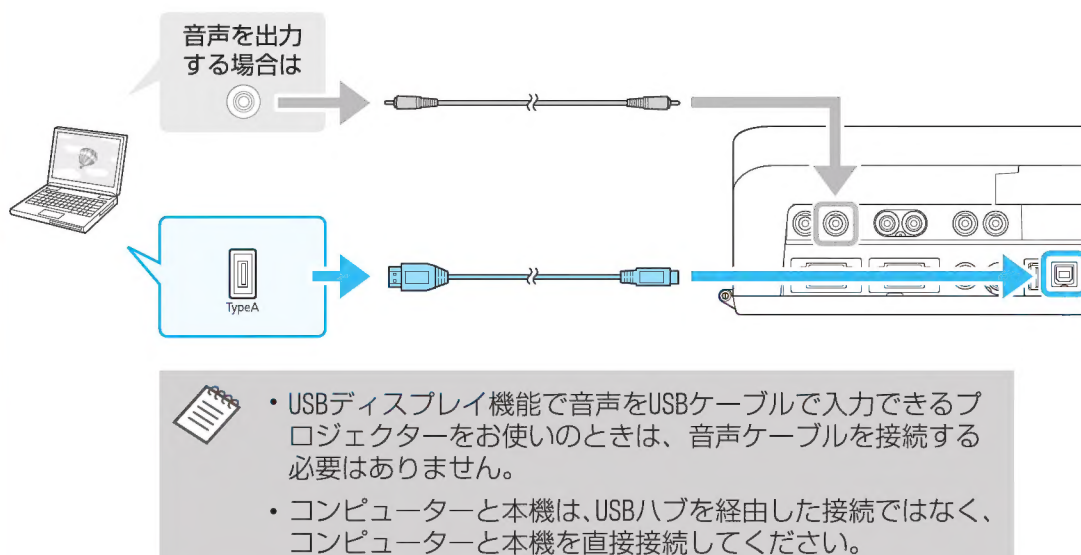 音声を出力
する場合は
TypeA
• USBディスプレイ機能で音声をUSBケーブルで入力できるプ
ロジェクターをお使いのときは、音声ケーブルを接続する
必要はありません。
• コンピューターと本機は、USBハブを経由した接続ではなく、
コンピューターと本機を直接接続してください。